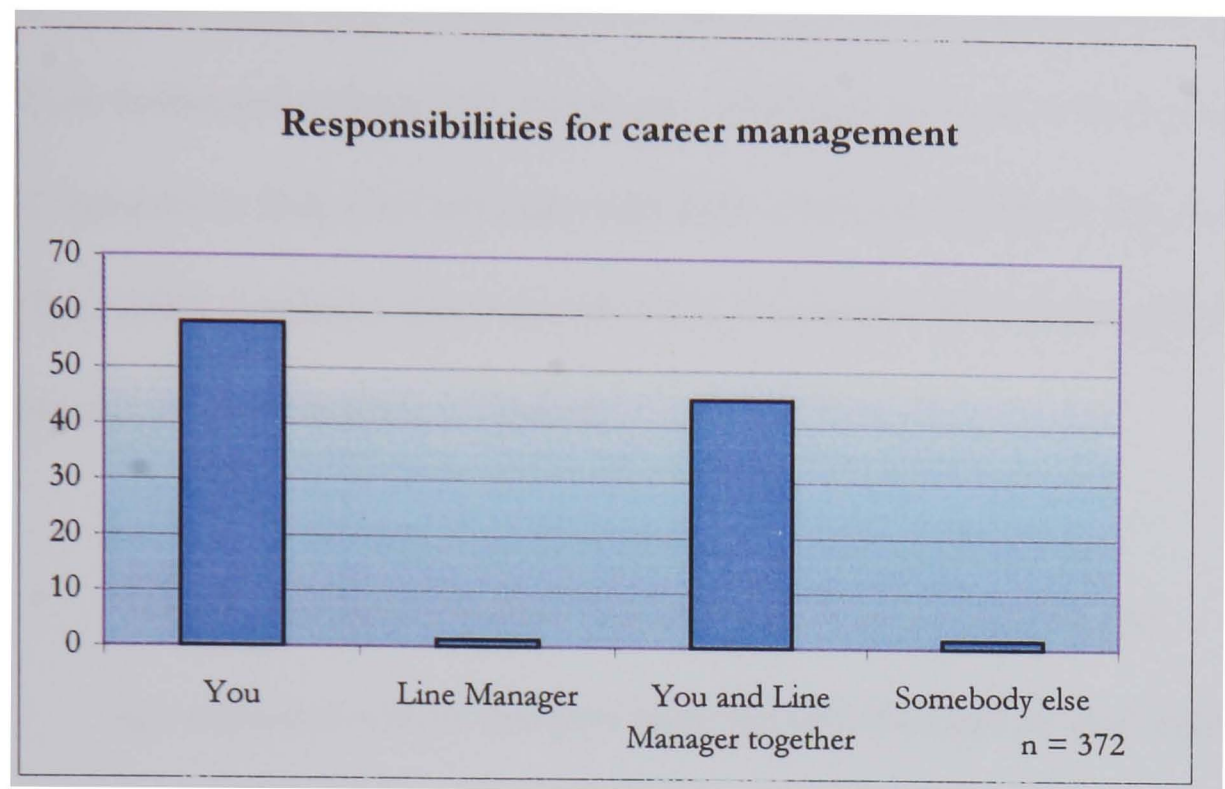 Responsibilities for career management
70
60
50
40
30
20
10
0
You
Line Manager
You and Line
Manager together
Somebody else
n = 372